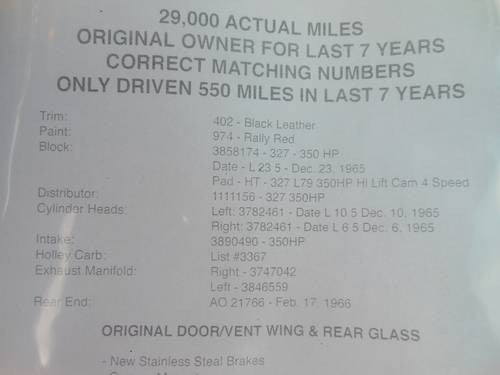 29,000 ACTUAL MILES
ORIGINAL OWNER FOR LAST 7 YEARS
CORRECT MATCHING NUMBERS
ONLY DRIVEN 550 MILES IN LAST 7 YEARS
Trim: 402 - Black Leather
Paint: 974 - Rally Red
Block: 3858174 - 327 - 350 HP
Date - L 23 5 - Dec. 23, 1965
Pad - HT - 327 L79 350HP Hi Lift Cam 4 Speed
Distributor: 1111156 - 327 350HP
Cylinder Heads: Left: 3782461 - Date L 10 5 Dec. 10, 1965
Right: 3782461 - Date L 6 5 Dec. 6, 1965
Intake: 3890490 - 350HP
Holley Carb: List #3367
Exhaust Manifold: Right - 3747042
Left - 3846559
Rear End: AO 21766 - Feb. 17, 1966
ORIGINAL DOOR/VENT WING & REAR GLASS
- New Stainless Steal Brakes